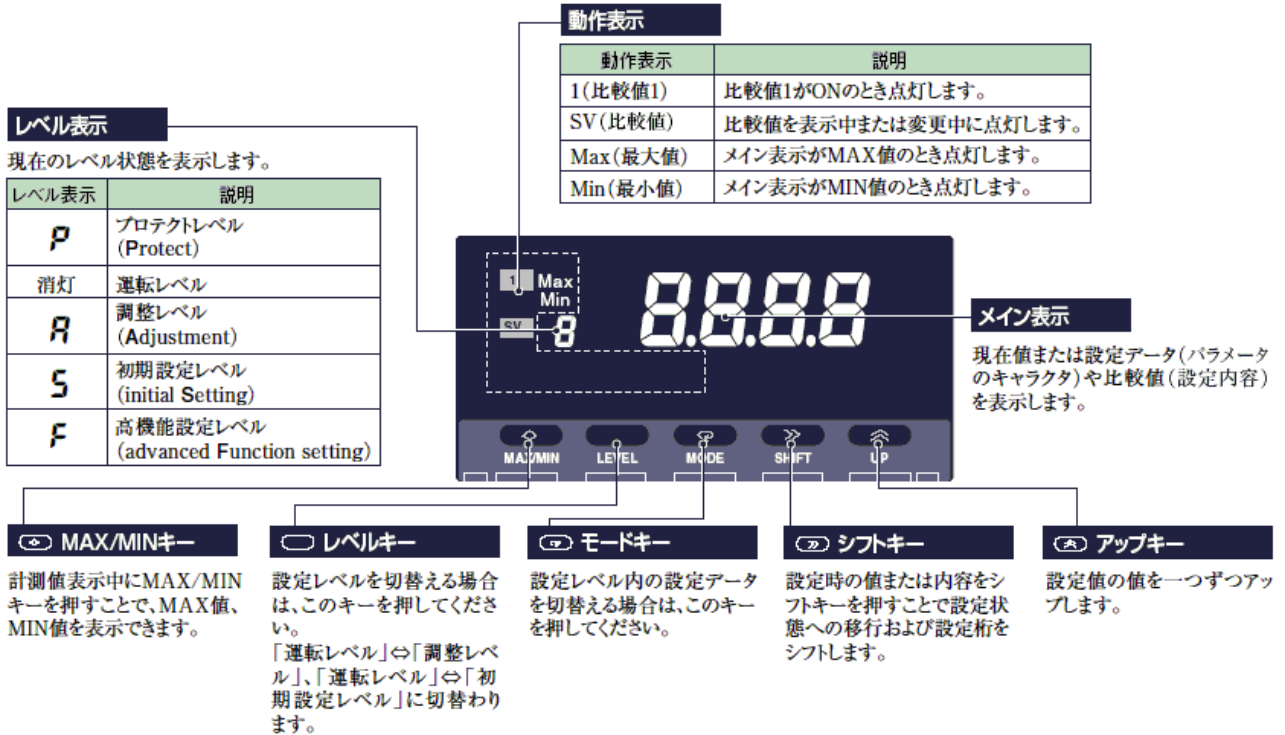 動作表示
動作表示 説明
1(比較値1) 比較値1がONのとき点灯します。
SV(比較値) 比較値を表示中または変更中に点灯します。
Max(最大値) メイン表示がMAX値のとき点灯します。
Min(最小値) メイン表示がMIN値のとき点灯します。
レベル表示
現在のレベル状態を表示します。
レベル表示 説明
P プロテクトレベル
(Protect)
消灯 運転レベル
A 調整レベル
(Adjustment)
S 初期設定レベル
(initial Setting)
F 高機能設定レベル
(advanced Function setting)
1 Max
Min
SV 8
8.8.8.8
メイン表示
現在値または設定データ(パラメータ
のキャラクタ)や比較値(設定内容)
を表示します。
MAX/MIN LEVEL MODE SHIFT UP
MAX/MINキー
計測値表示中にMAX/MIN
キーを押すことで、MAX値、
MIN値を表示できます。
レベルキー
設定レベルを切替える場合
は、このキーを押してくださ
い。
「運転レベル」⇔「調整レベ
ル」、「運転レベル」⇔「初
期設定レベル」に切替わり
ます。
モードキー
設定レベル内の設定データ
を切替える場合は、このキー
を押してください。
シフトキー
設定時の値または内容をシ
フトキーを押すことで設定状
態への移行および設定桁を
シフトします。
アップキー
設定値の値を一つずつアッ
プします。